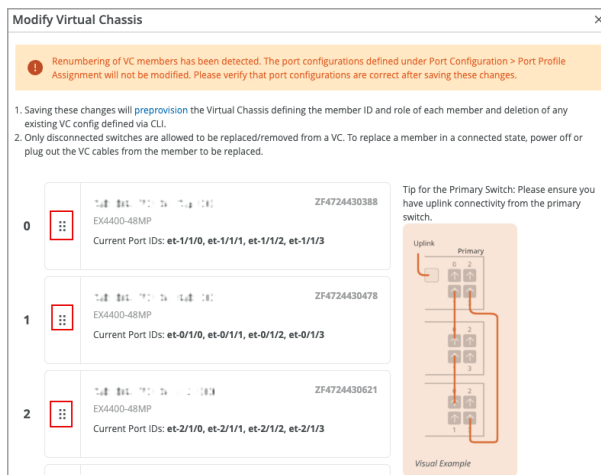 Modify Virtual Chassis
Renumbering of VC members has been detected. The port configurations defined under Port Configuration > Port Profile
Assignment will not be modified. Please verify that port configurations are correct after saving these changes.
1. Saving these changes will preprovision the Virtual Chassis defining the member ID and role of each member and deletion of any
existing VC config defined via CLI.
2. Only disconnected switches are allowed to be replaced/removed from a VC. To replace a member in a connected state, power off or
plug out the VC cables from the member to be replaced.
0
ZF4724430388
EX4400-48MP
Current Port IDs: et-1/1/0, et-1/1/1, et-1/1/2, et-1/1/3
1
ZF4724430478
EX4400-48MP
Current Port IDs: et-0/1/0, et-0/1/1, et-0/1/2, et-0/1/3
2
ZF4724430621
EX4400-48MP
Current Port IDs: et-2/1/0, et-2/1/1, et-2/1/2, et-2/1/3
Tip for the Primary Switch: Please ensure you
have uplink connectivity from the primary
switch.
Uplink
Primary
0 2
0 2
3
2
1
Visual Example